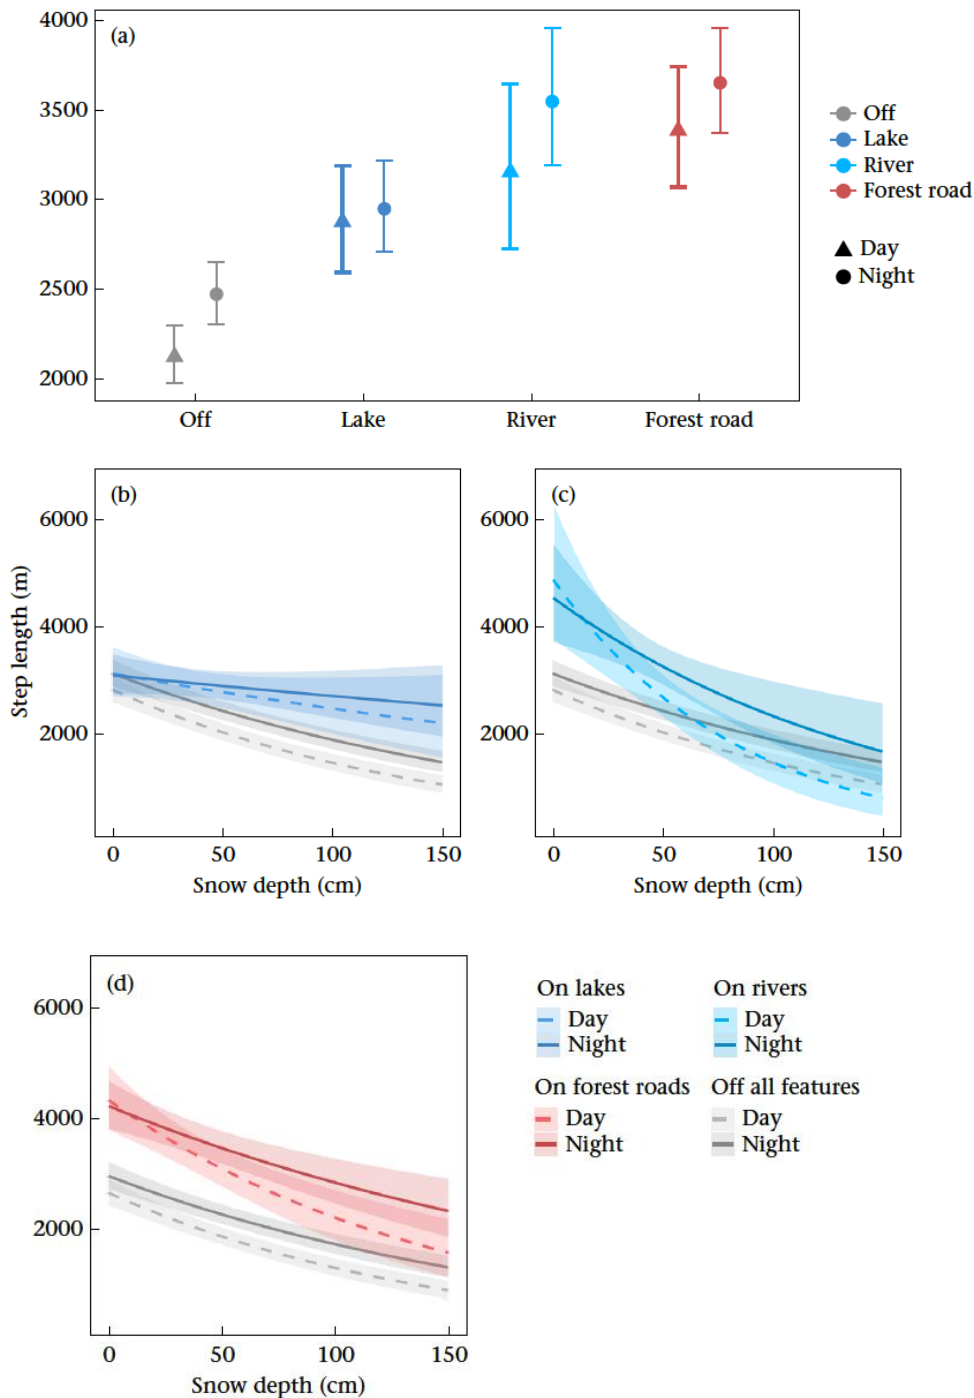 (a)
4000
3500
3000
2500
2000
Off
Lake
River
Forest road
Off
Lake
River
Forest road
Day
Night
Step length (m)
(b)
6000
4000
2000
0
50
100
150
Snow depth (cm)
(c)
6000
4000
2000
0
50
100
150
Snow depth (cm)
(d)
6000
4000
2000
0
50
100
150
Snow depth (cm)
On lakes
Day
Night
On rivers
Day
Night
On forest roads
Day
Night
Off all features
Day
Night